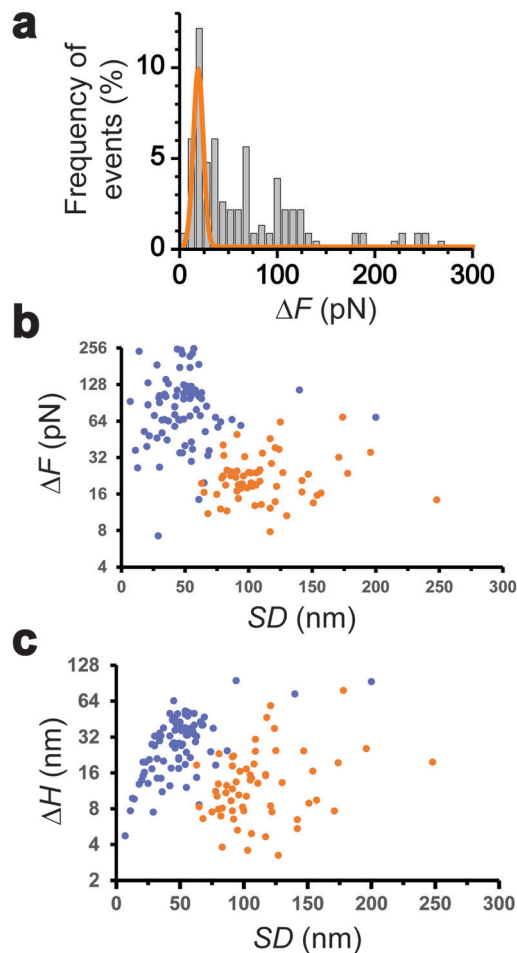 a
Frequency of
events (%)
10
5
0
0 100 200 300
ΔF (pN)
b
ΔF (pN)
256
128
64
32
16
8
4
0 50 100 150 200 250 300
SD (nm)
c
ΔH (nm)
128
64
32
16
8
4
2
0 50 100 150 200 250 300
SD (nm)